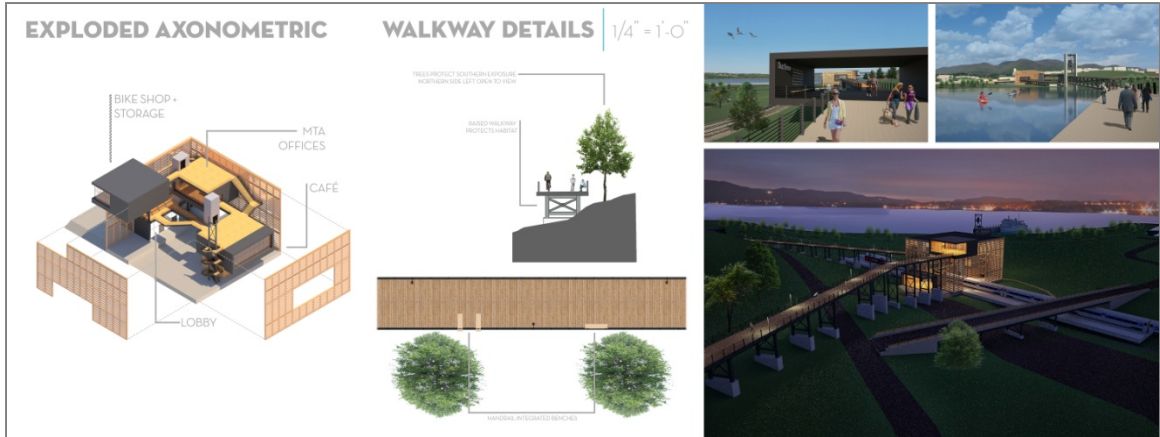 EXPLODED AXONOMETRIC
BIKE SHOP +
STORAGE
MTA
OFFICES
CAFÉ
LOBBY
WALKWAY DETAILS 1/4" = 1'-0"
TREES PROTECT SOUTHERN EXPOSURE
NORTHERN SIDE LEFT OPEN TO VIEW
RAISED WALKWAY
PROTECTS HABITAT
HANDRAIL INTEGRATED BENCHES